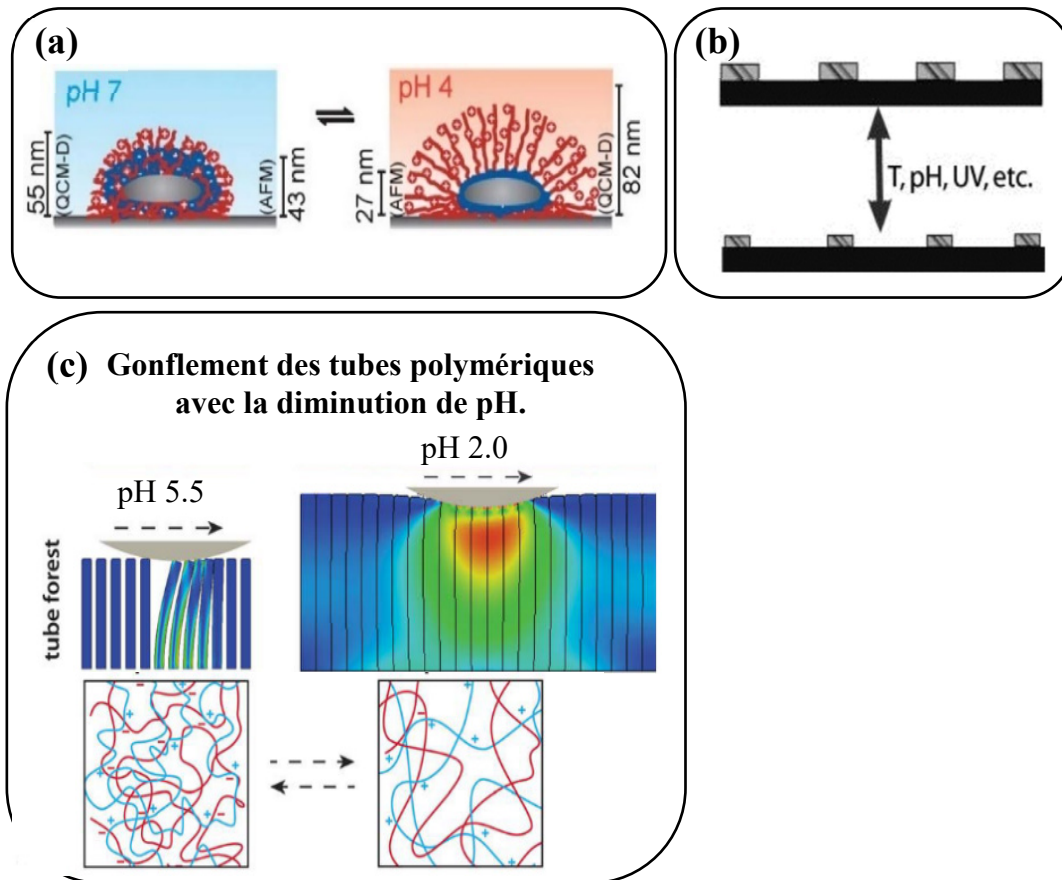 (a)
pH 7
pH 4
55 nm
(QCM-D)
(AFM)
43 nm
27 nm
(AFM)
(QCM-D)
82 nm
(b)
T, pH, UV, etc.
(c) Gonflement des tubes polymériques
avec la diminution de pH.
pH 5.5
pH 2.0
tube forest